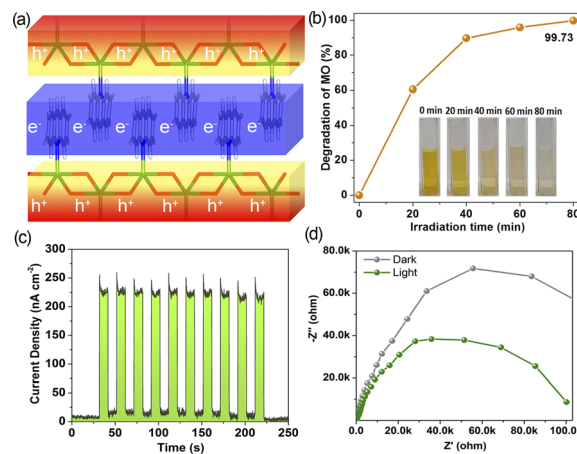 (a)
h+ h+ h+ h+ h+ h+
e- e- e- e- e- e-
h+ h+ h+ h+ h+ h+
(b)
Degradation of MO (%)
100
80
60
40
20
0
99.73
0 min 20 min 40 min 60 min 80 min
0 20 40 60 80
Irradiation time (min)
(c)
Current Density (nA cm-2)
300
250
200
150
100
50
0
0 50 100 150 200 250
Time (s)
(d)
Dark
Light
-Z'' (ohm)
80.0k
60.0k
40.0k
20.0k
0.0
0.0 20.0k 40.0k 60.0k 80.0k 100.0k
Z' (ohm)